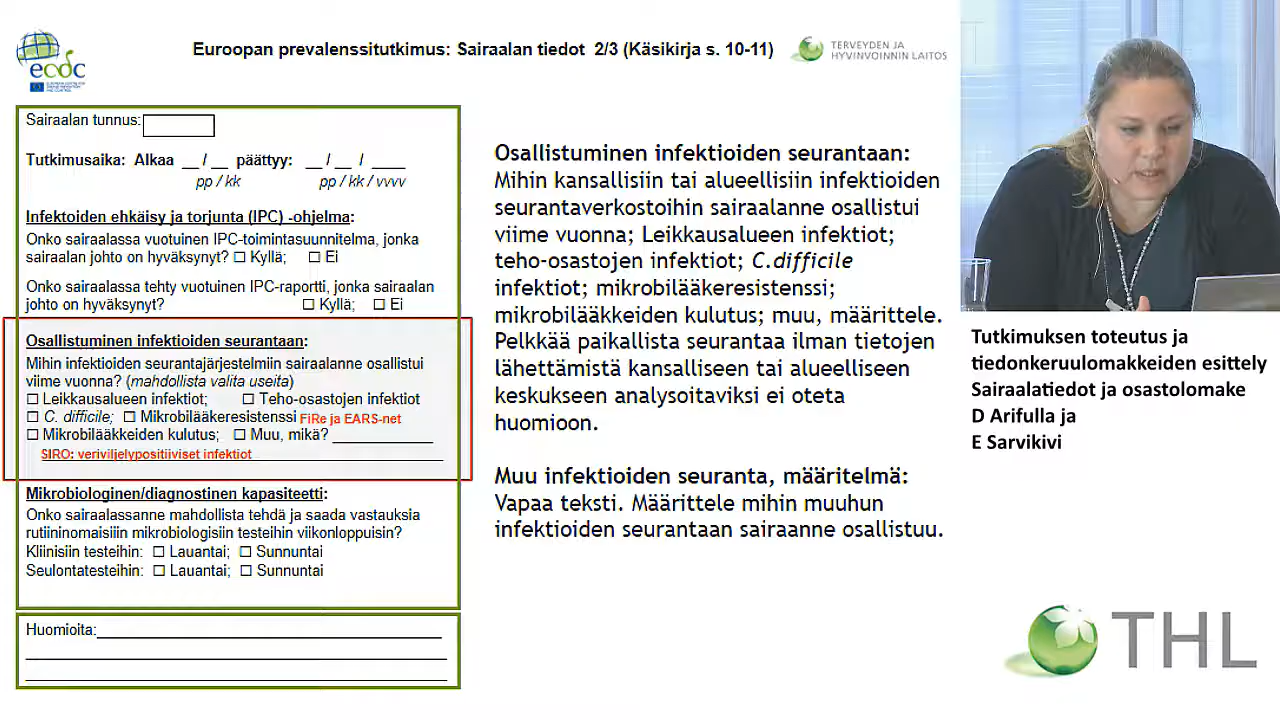 Euroopan prevalenssitutkimus: Sairaalan tiedot 2/3 (Käsikirja s. 10-11)
ecdc
TERVEYDEN JA
HYVINVOINNIN LAITOS
Sairaalan tunnus:
Tutkimusaika: Alkaa __ / __ päättyy: __ / __ / ____
pp / kk pp / kk / vvvv
Infektoiden ehkäisy ja torjunta (IPC) -ohjelma:
Onko sairaalassa vuotuinen IPC-toimintasuunnitelma, jonka
sairaalan johto on hyväksynyt? ☐ Kyllä; ☐ Ei
Onko sairaalassa tehty vuotuinen IPC-raportti, jonka sairaalan
johto on hyväksynyt? ☐ Kyllä; ☐ Ei
Osallistuminen infektioiden seurantaan:
Mihin infektioiden seurantajärjestelmiin sairaalanne osallistui
viime vuonna? (mahdollista valita useita)
☐ Leikkausalueen infektiot; ☐ Teho-osastojen infektiot
☐ C. difficile; ☐ Mikrobilääkeresistenssi FiRe ja EARS-net
☐ Mikrobilääkkeiden kulutus; ☐ Muu, mikä? ____________
SIRO: veriviljelypositiiviset infektiot
Mikrobiologinen/diagnostinen kapasiteetti:
Onko sairaalassanne mahdollista tehdä ja saada vastauksia
rutiininomaisiin mikrobiologisiin testeihin viikonloppuisin?
Kliinisiin testeihin: ☐ Lauantai; ☐ Sunnuntai
Seulontatesteihin: ☐ Lauantai; ☐ Sunnuntai
Huomioita:
Osallistuminen infektioiden seurantaan:
Mihin kansallisiin tai alueellisiin infektioiden
seurantaverkostoihin sairaalanne osallistui
viime vuonna; Leikkausalueen infektiot;
teho-osastojen infektiot; C.difficile
infektiot; mikrobilääkeresistenssi;
mikrobilääkkeiden kulutus; muu, määrittele.
Pelkkää paikallista seurantaa ilman tietojen
lähettämistä kansalliseen tai alueelliseen
keskukseen analysoitaviksi ei oteta
huomioon.
Muu infektioiden seuranta, määritelmä:
Vapaa teksti. Määrittele mihin muuhun
infektioiden seurantaan sairaanne osallistuu.
Tutkimuksen toteutus ja
tiedonkeruulomakkeiden esittely
Sairaalatiedot ja osastolomake
D Arifulla ja
E Sarvikivi
THL